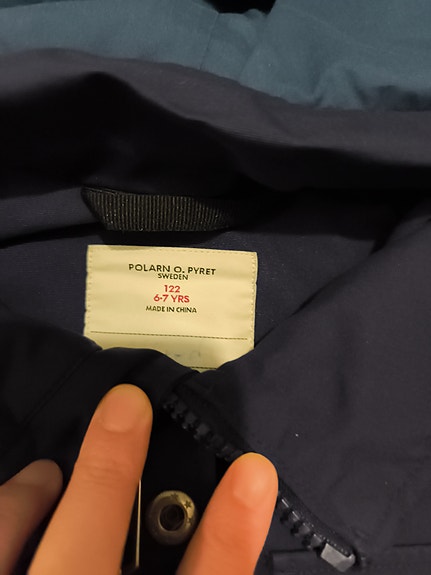 POLARN O. PYRET
SWEDEN
122
6-7 YRS
MADE IN CHINA